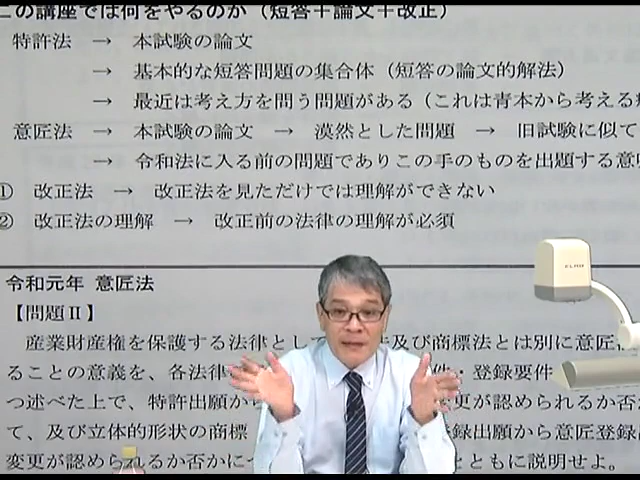 この講座では何をやるのか(短答+論文+改正)
特許法 → 本試験の論文
→ 基本的な短答問題の集合体(短答の論文的解法)
→ 最近は考え方を問う問題がある(これは青本から考える
意匠法 → 本試験の論文 → 漠然とした問題 → 旧試験に似て
→ 令和法に入る前の問題でありこの手のものを出題する意
① 改正法 → 改正法を見ただけでは理解ができない
② 改正法の理解 → 改正前の法律の理解が必須
令和元年 意匠法
【問題Ⅱ】
産業財産権を保護する法律として 及び商標法とは別に意匠
ることの意義を、各法律 件・登録要件
つ述べた上で、特許出願か 変更が認められるか否か
て、及び立体的形状の商標 登録出願から意匠登録
変更が認められるか否かに とともに説明せよ。
ELMO